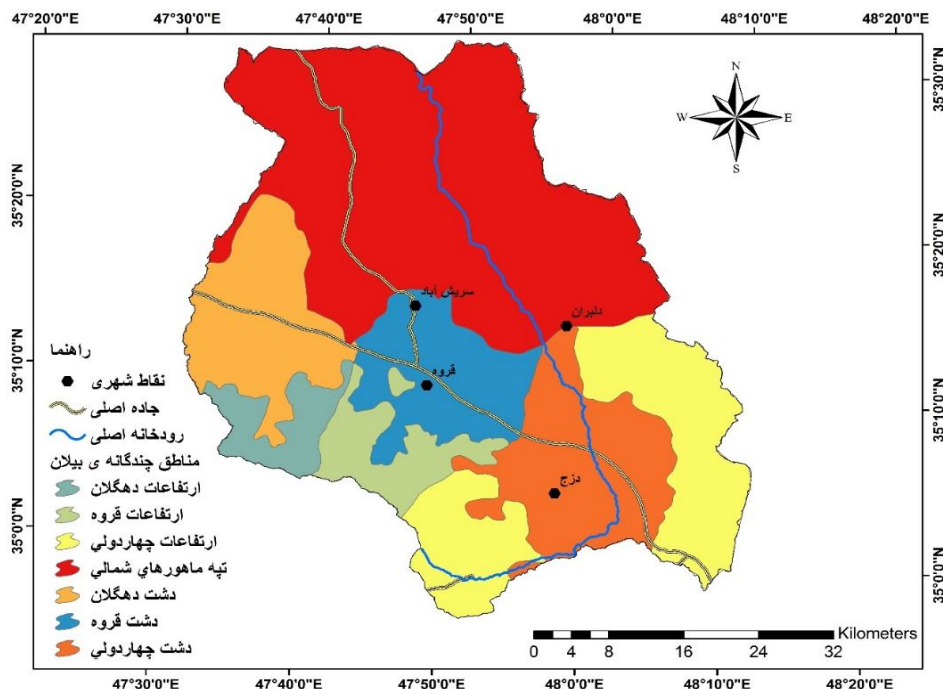 47°20'0"E 47°30'0"E 47°40'0"E 47°50'0"E 48°0'0"E 48°10'0"E 48°20'0"E
35°30'0"N
35°20'0"N
35°10'0"N
35°0'0"N
N
W E
S
سریش آباد
دلبران
قروه
دزج
راهنما
نقاط شهری
جاده اصلی
رودخانه اصلی
مناطق چندگانه ی بیلان
ارتفاعات دهگلان
ارتفاعات قروه
ارتفاعات چهاردولي
تپه ماهورهاي شمالي
دشت دهگلان
دشت قروه
دشت چهاردولي
35°30'0"N
35°20'0"N
35°10'0"N
35°0'0"N
Kilometers
0 4 8 16 24 32
47°30'0"E 47°40'0"E 47°50'0"E 48°0'0"E 48°10'0"E